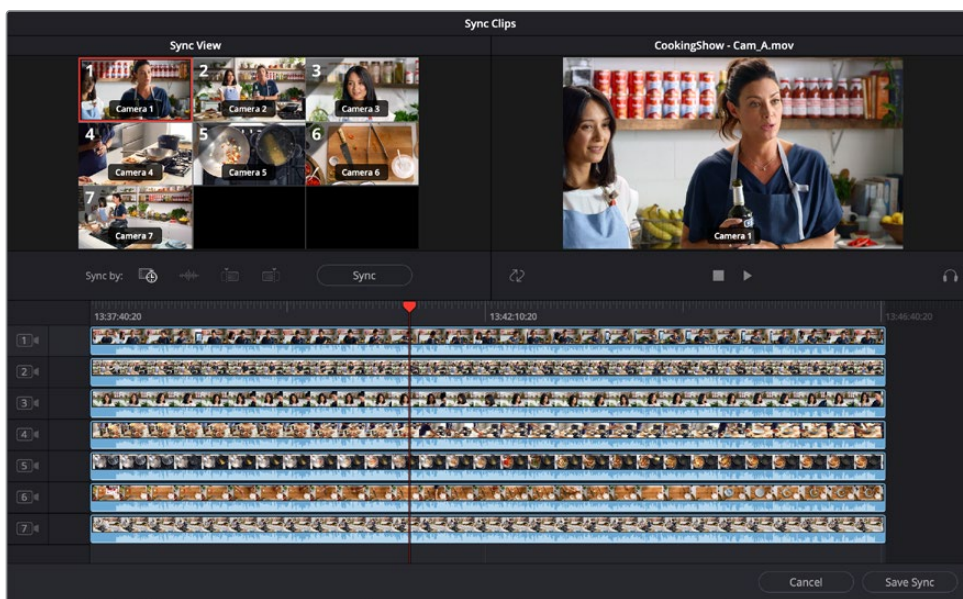 Sync Clips
Sync View
CookingShow - Cam_A.mov
1
Camera 1
2
Camera 2
3
Camera 3
4
Camera 4
5
Camera 5
6
Camera 6
7
Camera 7
Camera 1
Sync by:
Sync
13:37:40:20
13:42:10:20
13:46:40:20
1
2
3
4
5
6
7
Cancel
Save Sync